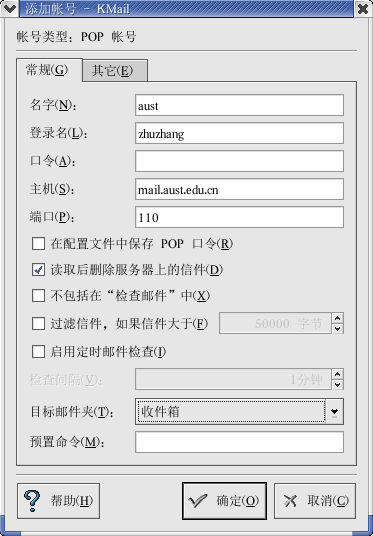 添加帐号 - KMail
帐号类型: POP 帐号
常规(G) 其它(E)
名字(N): aust
登录名(L): zhuzhang
口令(A):
主机(S): mail.aust.edu.cn
端口(P): 110
在配置文件中保存 POP 口令(R)
读取后删除服务器上的信件(D)
不包括在“检查邮件”中(X)
过滤信件，如果信件大于(F) 50000 字节
启用定时邮件检查(I)
检查间隔(V): 1分钟
目标邮件夹(T): 收件箱
预置命令(M):
帮助(H) 确定(O) 取消(C)